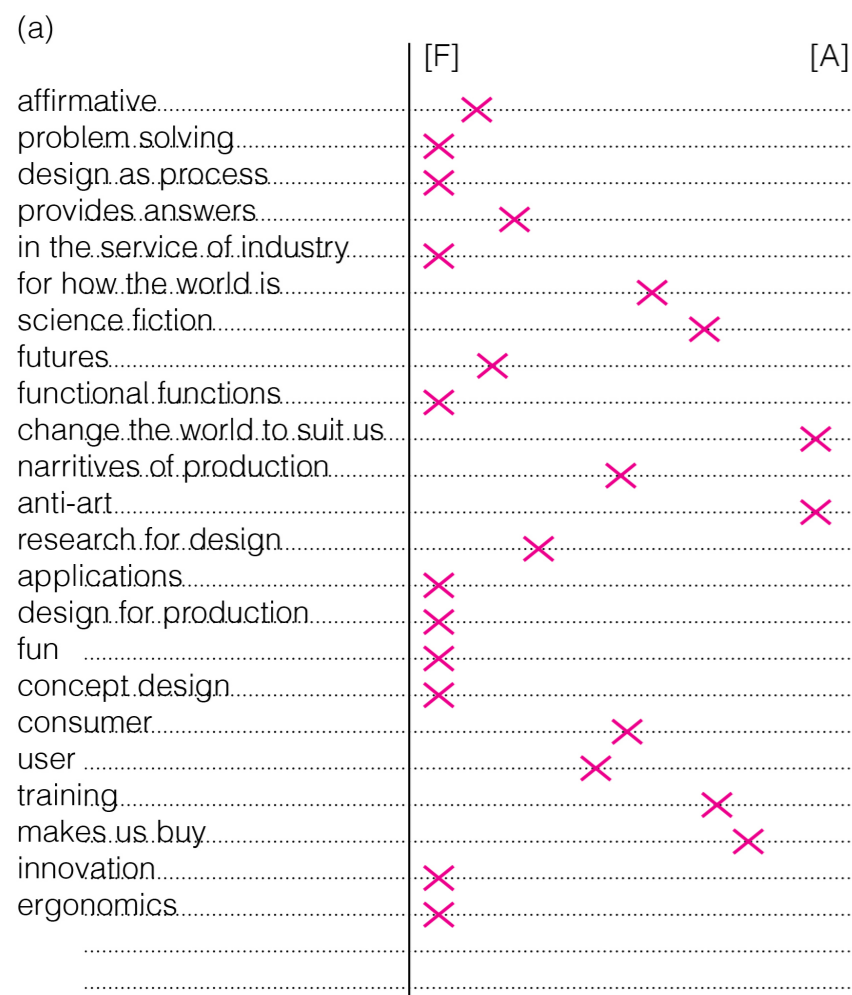 (a)
[F] [A]
affirmative
problem solving
design as process
provides answers
in the service of industry
for how the world is
science fiction
futures
functional functions
change the world to suit us
narritives of production
anti-art
research for design
applications
design for production
fun
concept design
consumer
user
training
makes us buy
innovation
ergonomics